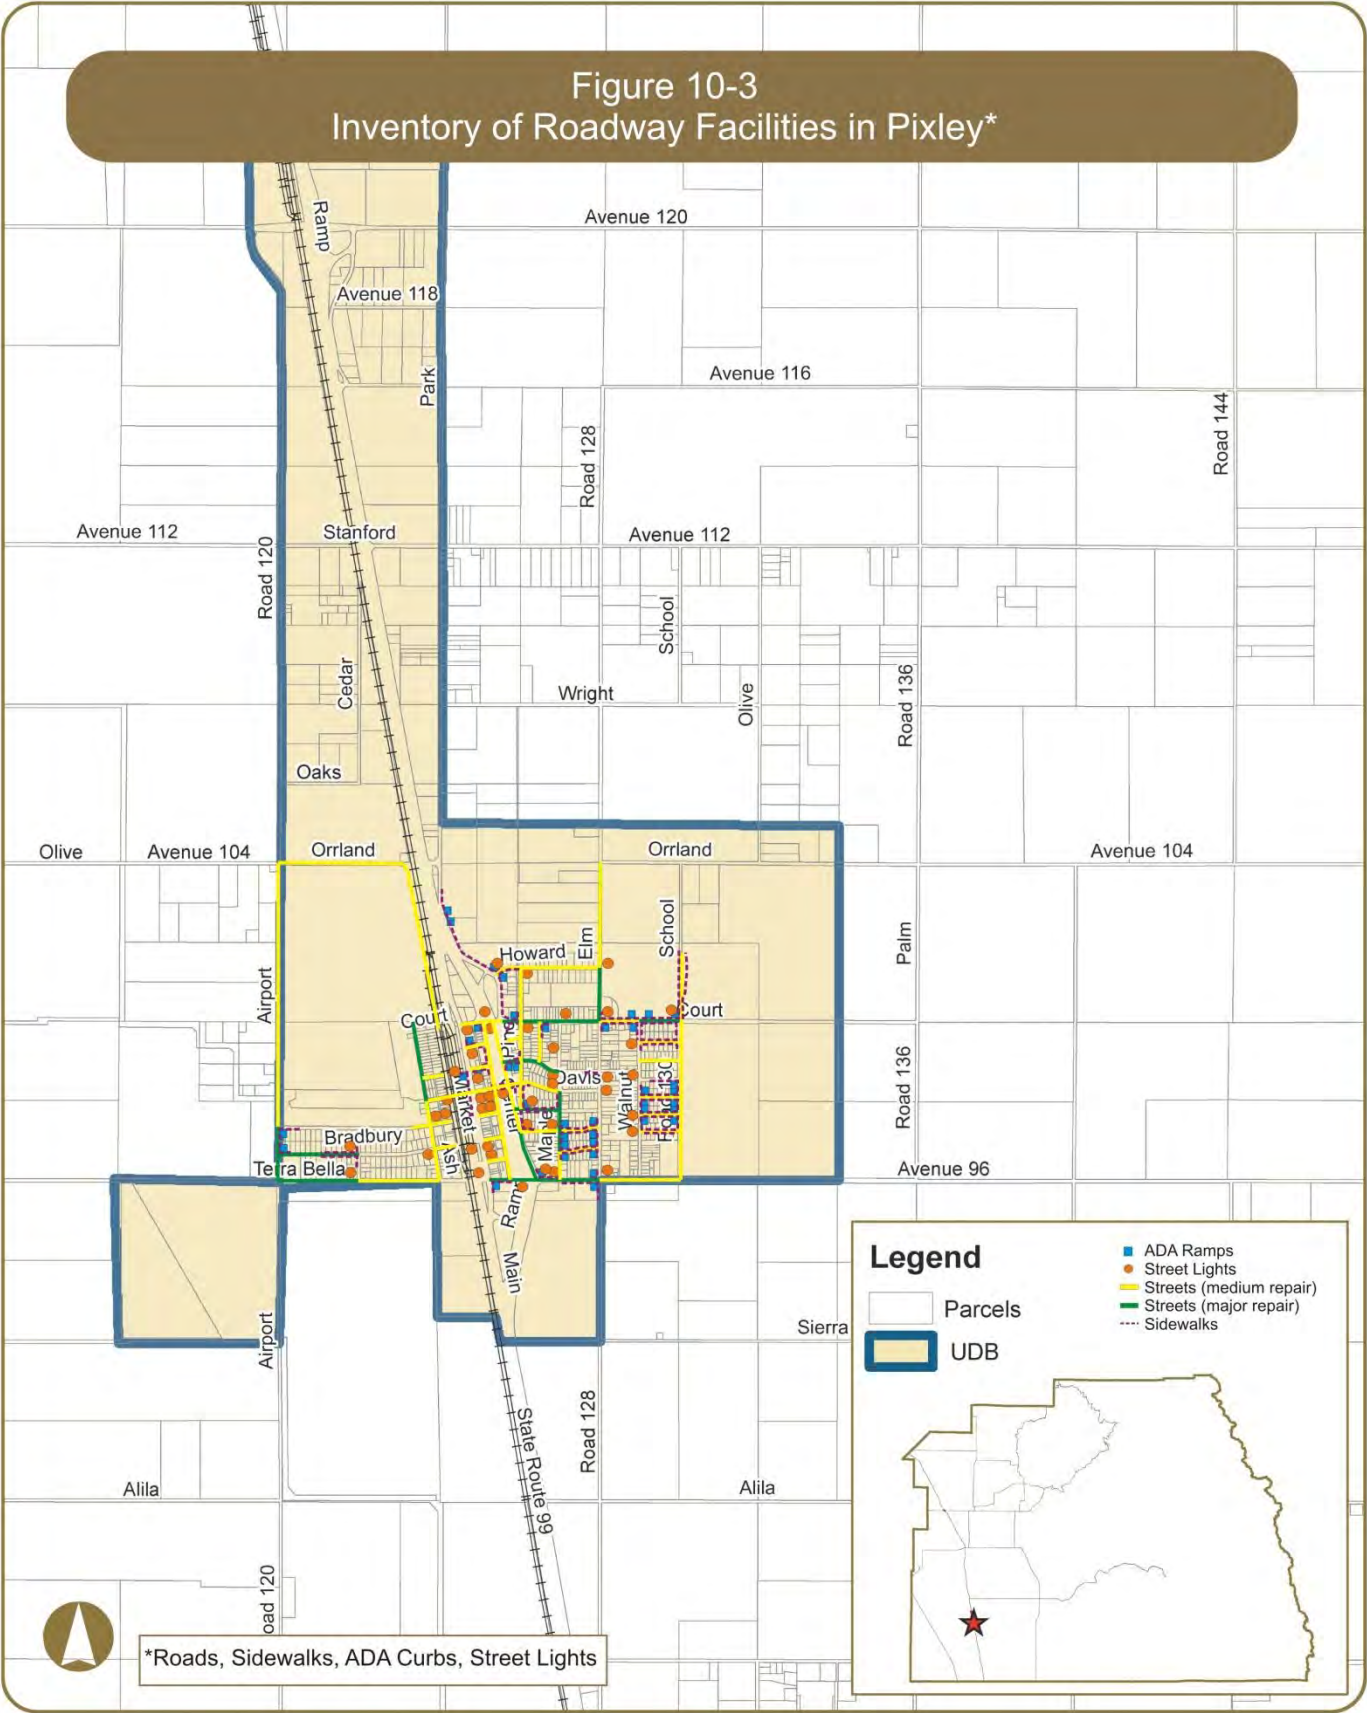 Figure 10-3
Inventory of Roadway Facilities in Pixley*
Ramp
Avenue 120
Avenue 118
Park
Avenue 116
Road 128
Road 144
Avenue 112
Stanford
Avenue 112
Road 120
School
Cedar
Wright
Olive
Road 136
Oaks
Olive
Avenue 104
Orrland
Orrland
Avenue 104
School
Palm
Howard
Elm
Airport
Court
Court
Pine
Davis
Market
Walnut
Road 136
Maple
Bradbury
Ash
Terra Bella
Avenue 96
Ramp
Main
Airport
Sierra
Road 128
State Route 99
Alila
Alila
oad 120
Legend
Parcels
UDB
ADA Ramps
Street Lights
Streets (medium repair)
Streets (major repair)
Sidewalks
*Roads, Sidewalks, ADA Curbs, Street Lights